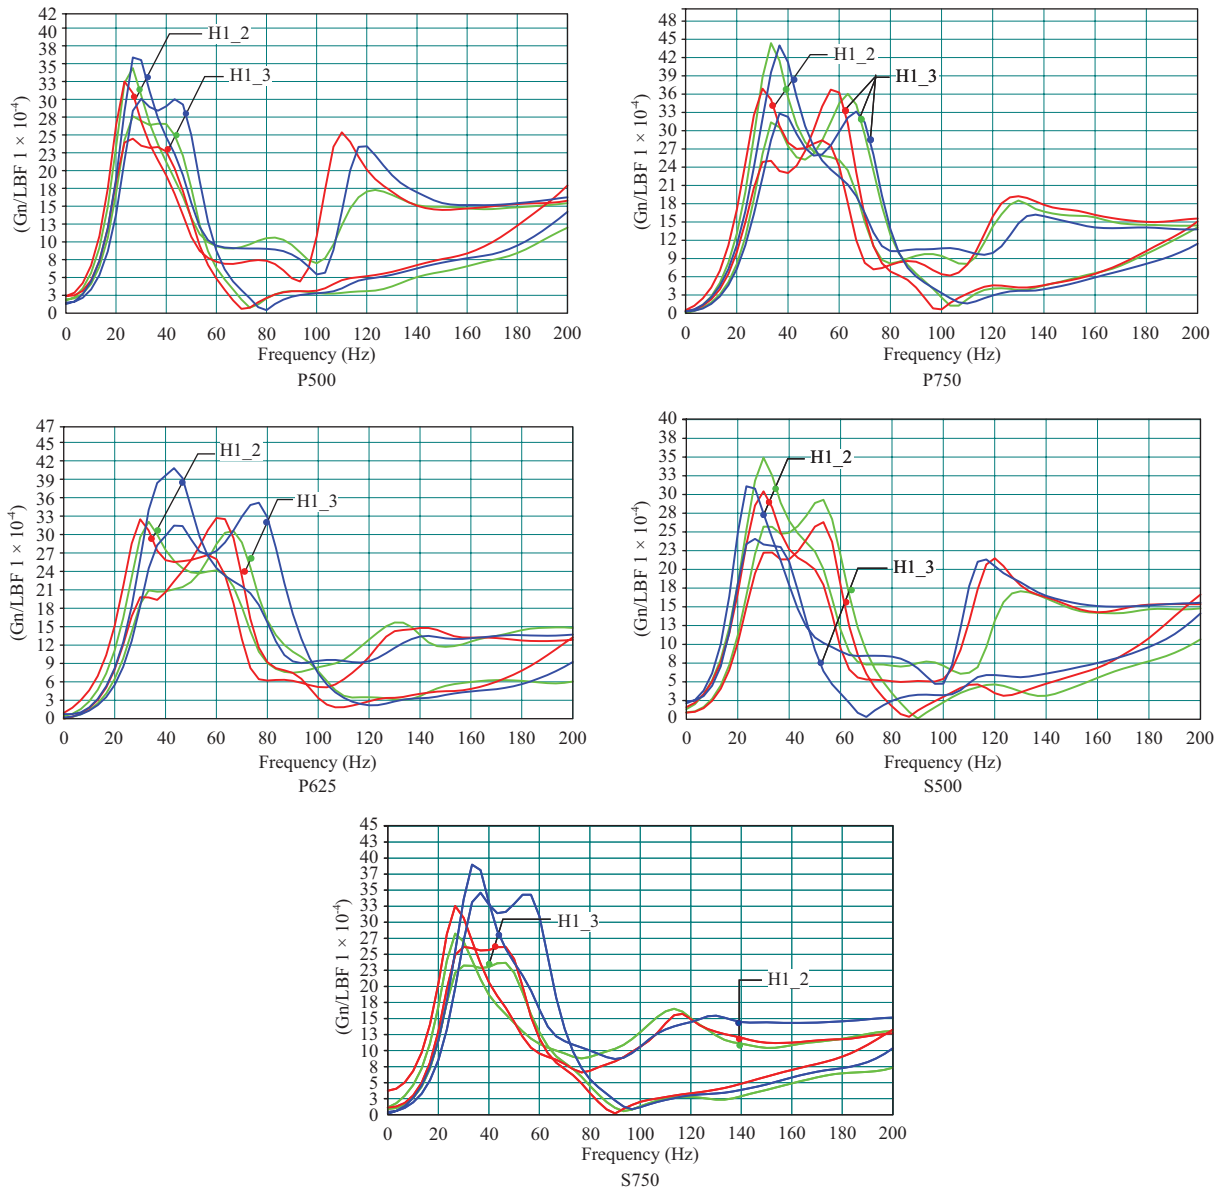 42
40
38
35
33
30
28
25
23
20
18
15
13
10
8
5
3
0
(Gn/LBF 1 × 10⁻⁴)
H1_2
H1_3
0 20 40 60 80 100 120 140 160 180 200
Frequency (Hz)
P500
48
45
42
39
36
33
30
27
24
21
18
15
12
9
6
3
0
(Gn/LBF 1 × 10⁻⁴)
H1_2
H1_3
0 20 40 60 80 100 120 140 160 180 200
Frequency (Hz)
P750
47
45
42
39
36
33
30
27
24
21
18
15
12
9
6
3
0
(Gn/LBF 1 × 10⁻⁴)
H1_2
H1_3
0 20 40 60 80 100 120 140 160 180 200
Frequency (Hz)
P625
40
38
35
33
30
28
25
23
20
18
15
13
10
8
5
3
0
(Gn/LBF 1 × 10⁻⁴)
H1_2
H1_3
0 20 40 60 80 100 120 140 160 180 200
Frequency (Hz)
S500
45
43
40
37
35
33
30
27
25
23
20
18
15
13
10
8
5
3
0
(Gn/LBF 1 × 10⁻⁴)
H1_3
H1_2
0 20 40 60 80 100 120 140 160 180 200
Frequency (Hz)
S750